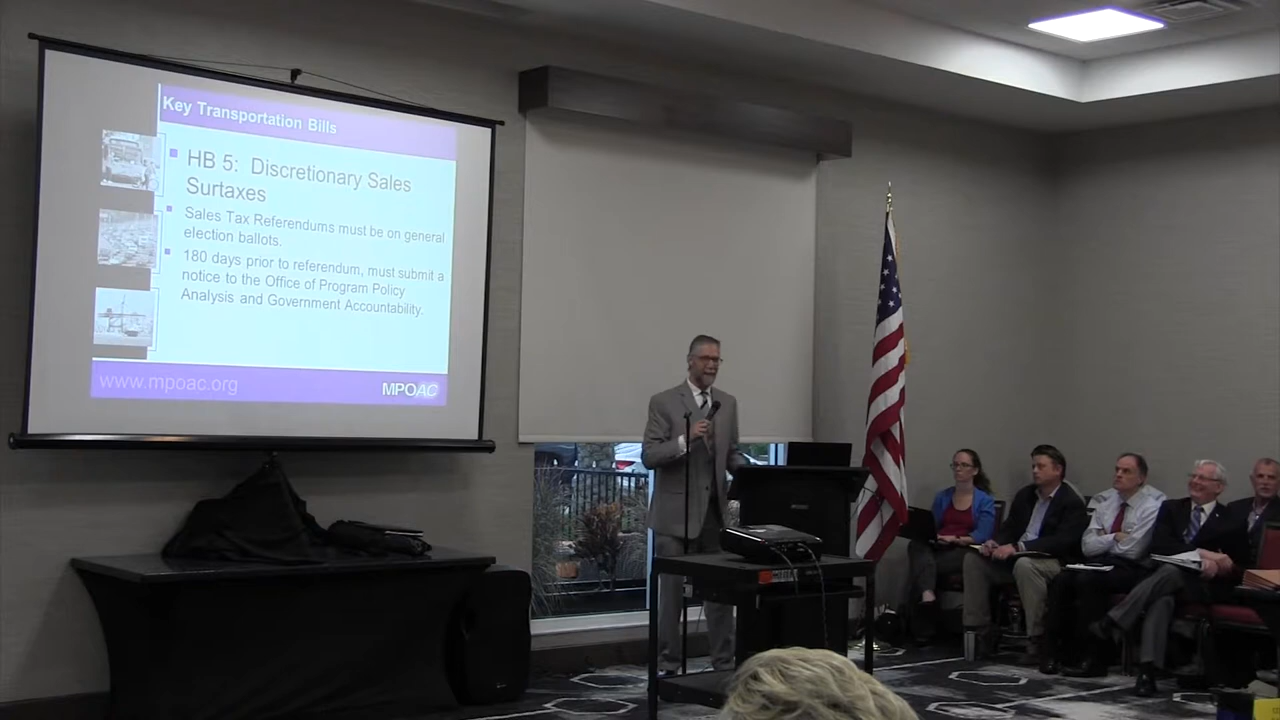 Key Transportation Bills
HB 5: Discretionary Sales
Surtaxes
Sales Tax Referendums must be on general
election ballots.
180 days prior to referendum, must submit a
notice to the Office of Program Policy
Analysis and Government Accountability.
www.mpoac.org
MPOAC